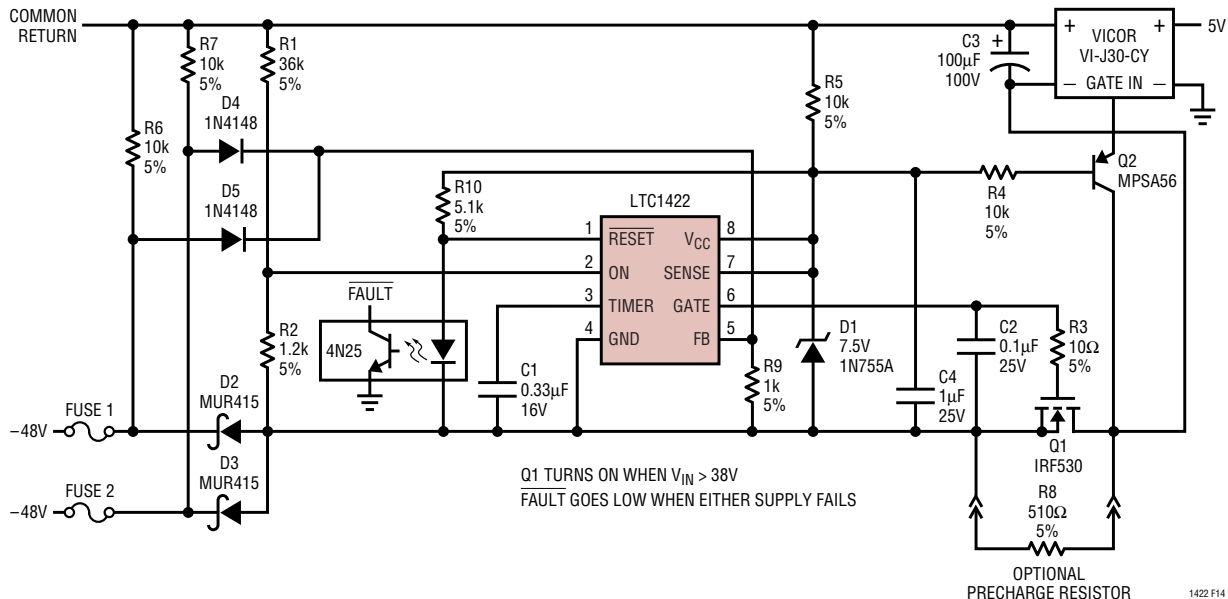 COMMON
RETURN
R7
10k
5%
R1
36k
5%
D4
1N4148
R6
10k
5%
D5
1N4148
R10
5.1k
5%
LTC1422
1 RESET VCC 8
2 ON SENSE 7
3 TIMER GATE 6
4 GND FB 5
R5
10k
5%
C3
100µF
100V
+
+ VICOR + 5V
VI-J30-CY
– GATE IN –
Q2
MPSA56
R4
10k
5%
FAULT
4N25
R2
1.2k
5%
C1
0.33µF
16V
R9
1k
5%
D1
7.5V
1N755A
C4
1µF
25V
C2
0.1µF
25V
R3
10Ω
5%
Q1
IRF530
D2
MUR415
FUSE 1
–48V
D3
MUR415
FUSE 2
–48V
Q1 TURNS ON WHEN VIN > 38V
FAULT GOES LOW WHEN EITHER SUPPLY FAILS
R8
510Ω
5%
OPTIONAL
PRECHARGE RESISTOR
1422 F14